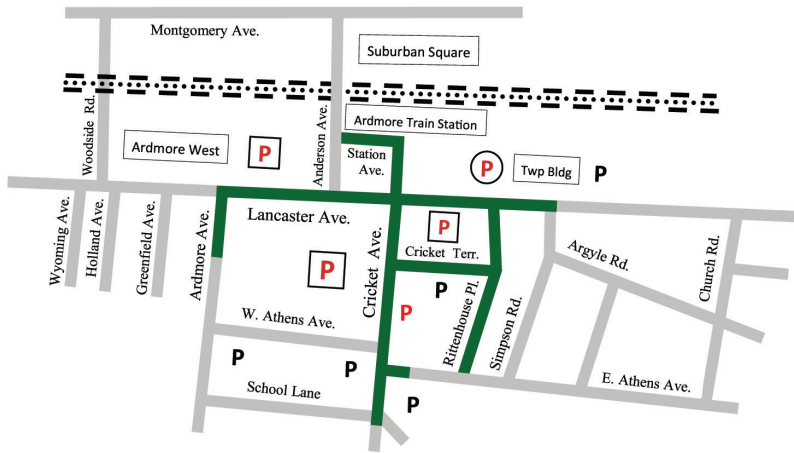 Montgomery Ave.
Suburban Square
Woodside Rd.
Anderson Ave.
Ardmore Train Station
Ardmore West
P
Station
Ave.
P
Twp Bldg
P
Wyoming Ave.
Holland Ave.
Greenfield Ave.
Ardmore Ave.
Lancaster Ave.
Cricket Ave.
P
Cricket Terr.
P
Argyle Rd.
Church Rd.
P
P
Rittenhouse Pl.
Simpson Rd.
W. Athens Ave.
P
P
School Lane
P
E. Athens Ave.